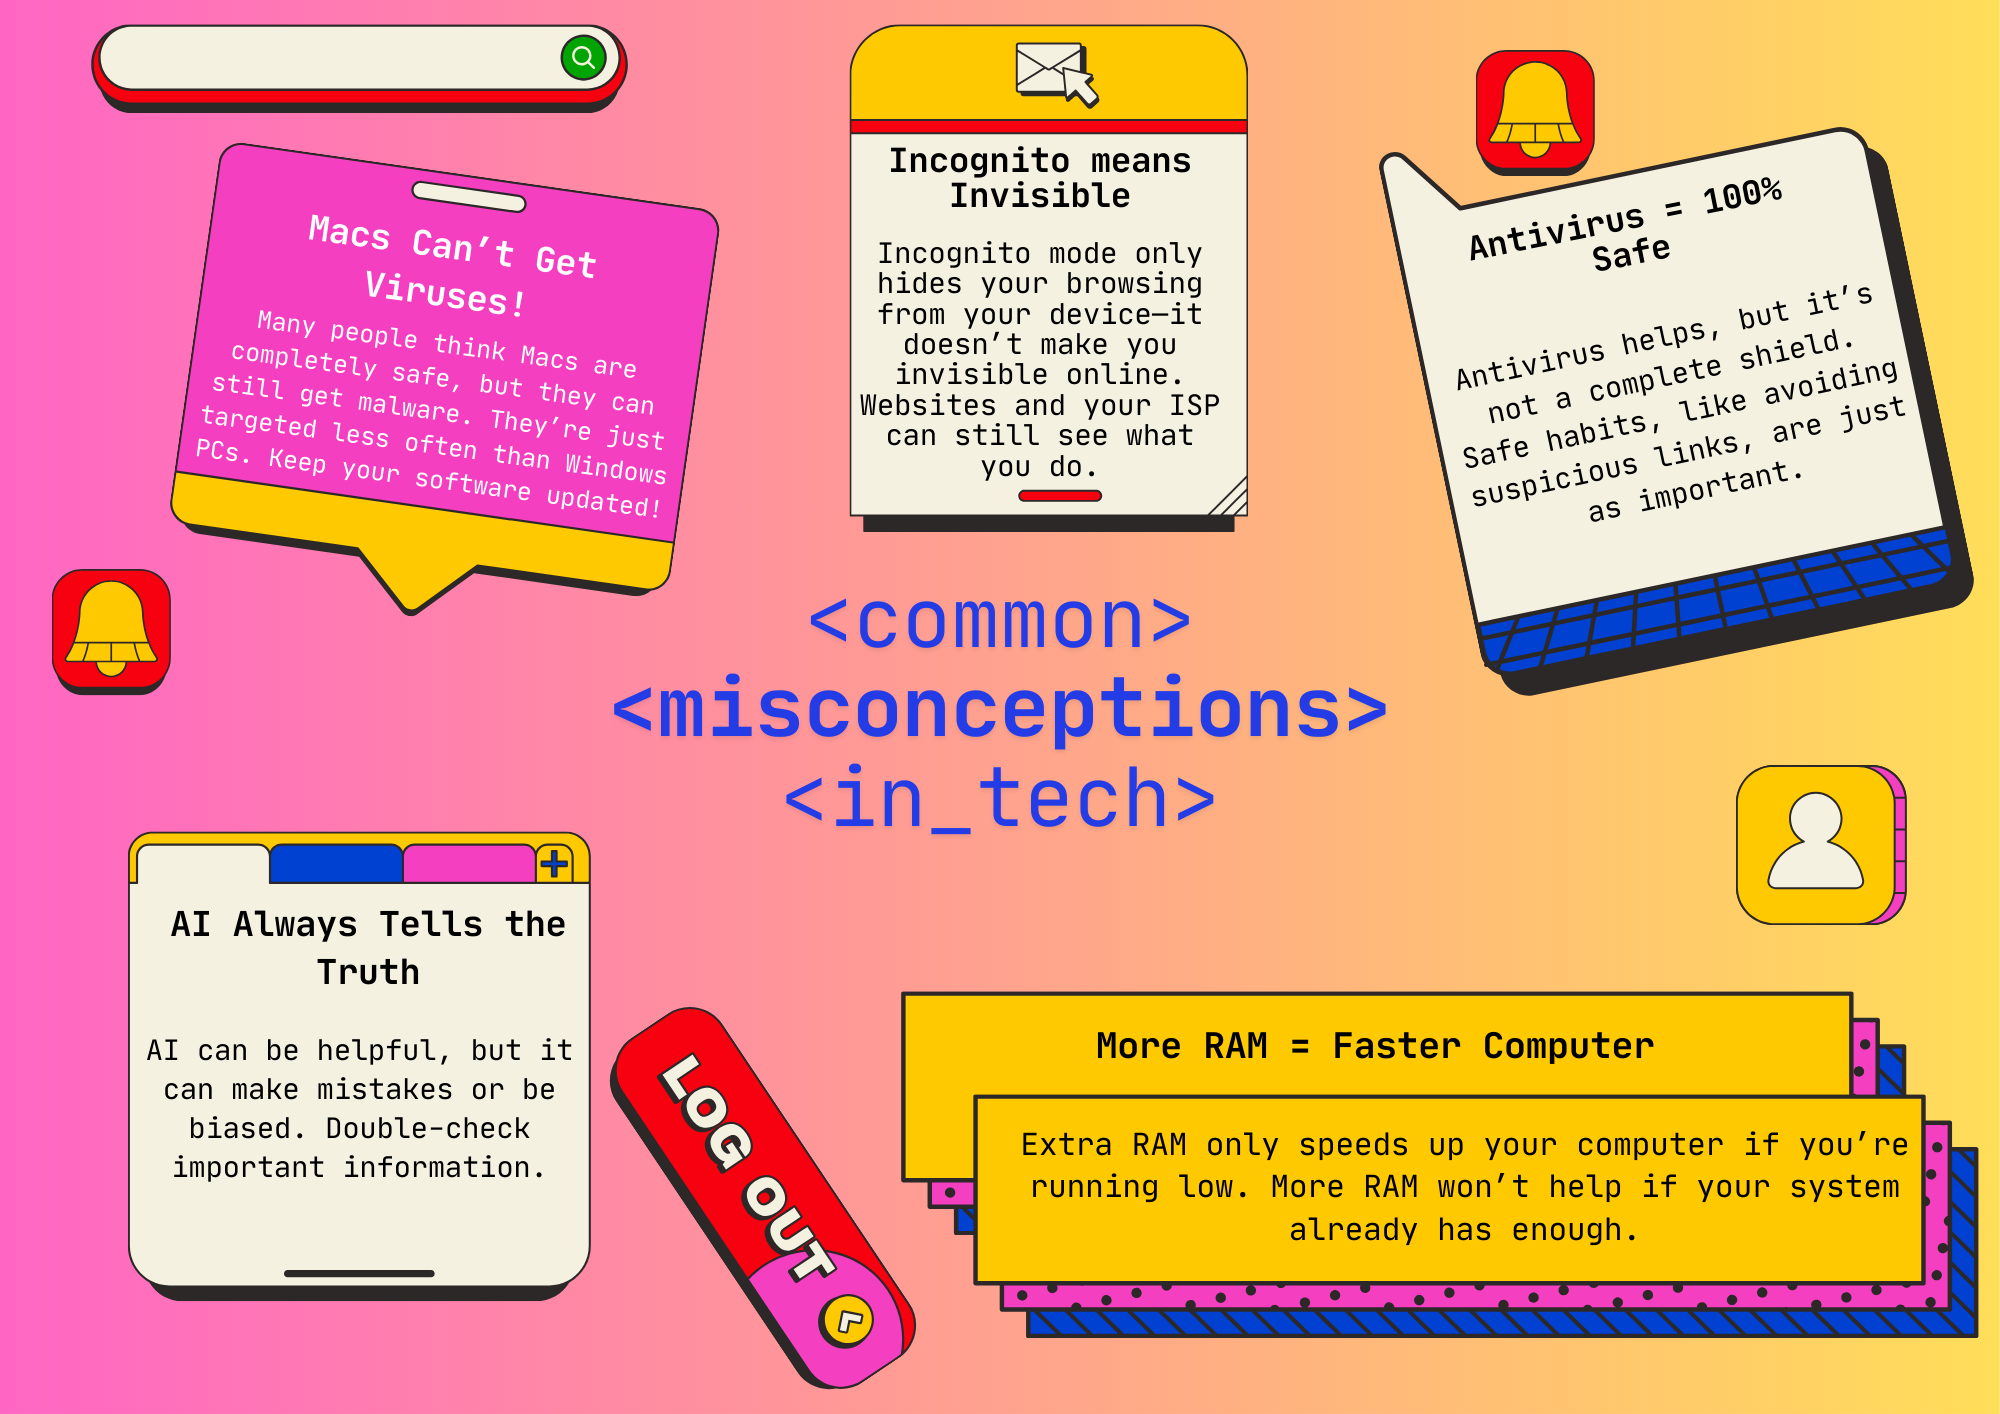 Macs Can’t Get
Viruses!
Many people think Macs are
completely safe, but they can
still get malware. They’re just
targeted less often than Windows
PCs. Keep your software updated!
Incognito means
Invisible
Incognito mode only
hides your browsing
from your device—it
doesn’t make you
invisible online.
Websites and your ISP
can still see what
you do.
Antivirus = 100%
Safe
Antivirus helps, but it’s
not a complete shield.
Safe habits, like avoiding
suspicious links, are just
as important.
<common>
<misconceptions>
<in_tech>
AI Always Tells the
Truth
AI can be helpful, but it
can make mistakes or be
biased. Double-check
important information.
LOG OUT
More RAM = Faster Computer
Extra RAM only speeds up your computer if you’re
running low. More RAM won’t help if your system
already has enough.